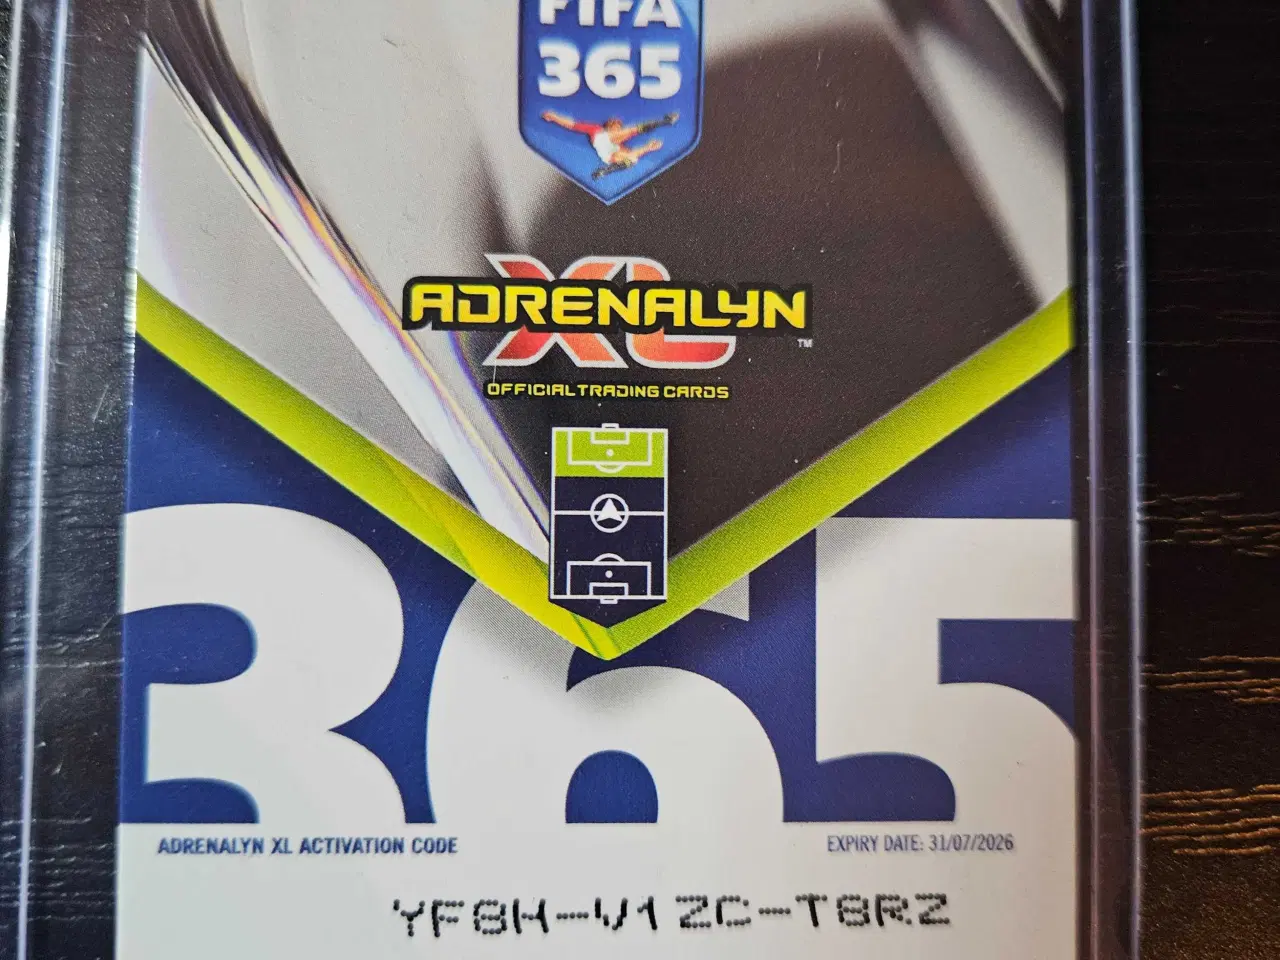 FIFA
365
ADRENALYN
XL
™
OFFICIAL TRADING CARDS
365
ADRENALYN XL ACTIVATION CODE
EXPIRY DATE: 31/07/2026
YF8H-V1ZC-T8RZ